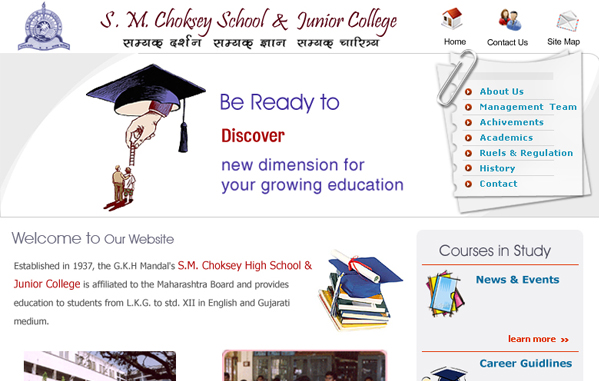 S. M. Choksey School & Junior College
सम्यक् दर्शन सम्यक् ज्ञान सम्यक् चारित्र्य
Home
Contact Us
Site Map
Be Ready to
Discover
new dimension for
your growing education
About Us
Management Team
Achivements
Academics
Ruels & Regulation
History
Contact
Welcome to Our Website
Established in 1937, the G.K.H Mandal's S.M. Choksey High School &
Junior College is affiliated to the Maharashtra Board and provides
education to students from L.K.G. to std. XII in English and Gujarati
medium.
Courses in Study
News & Events
learn more »
Career Guidlines